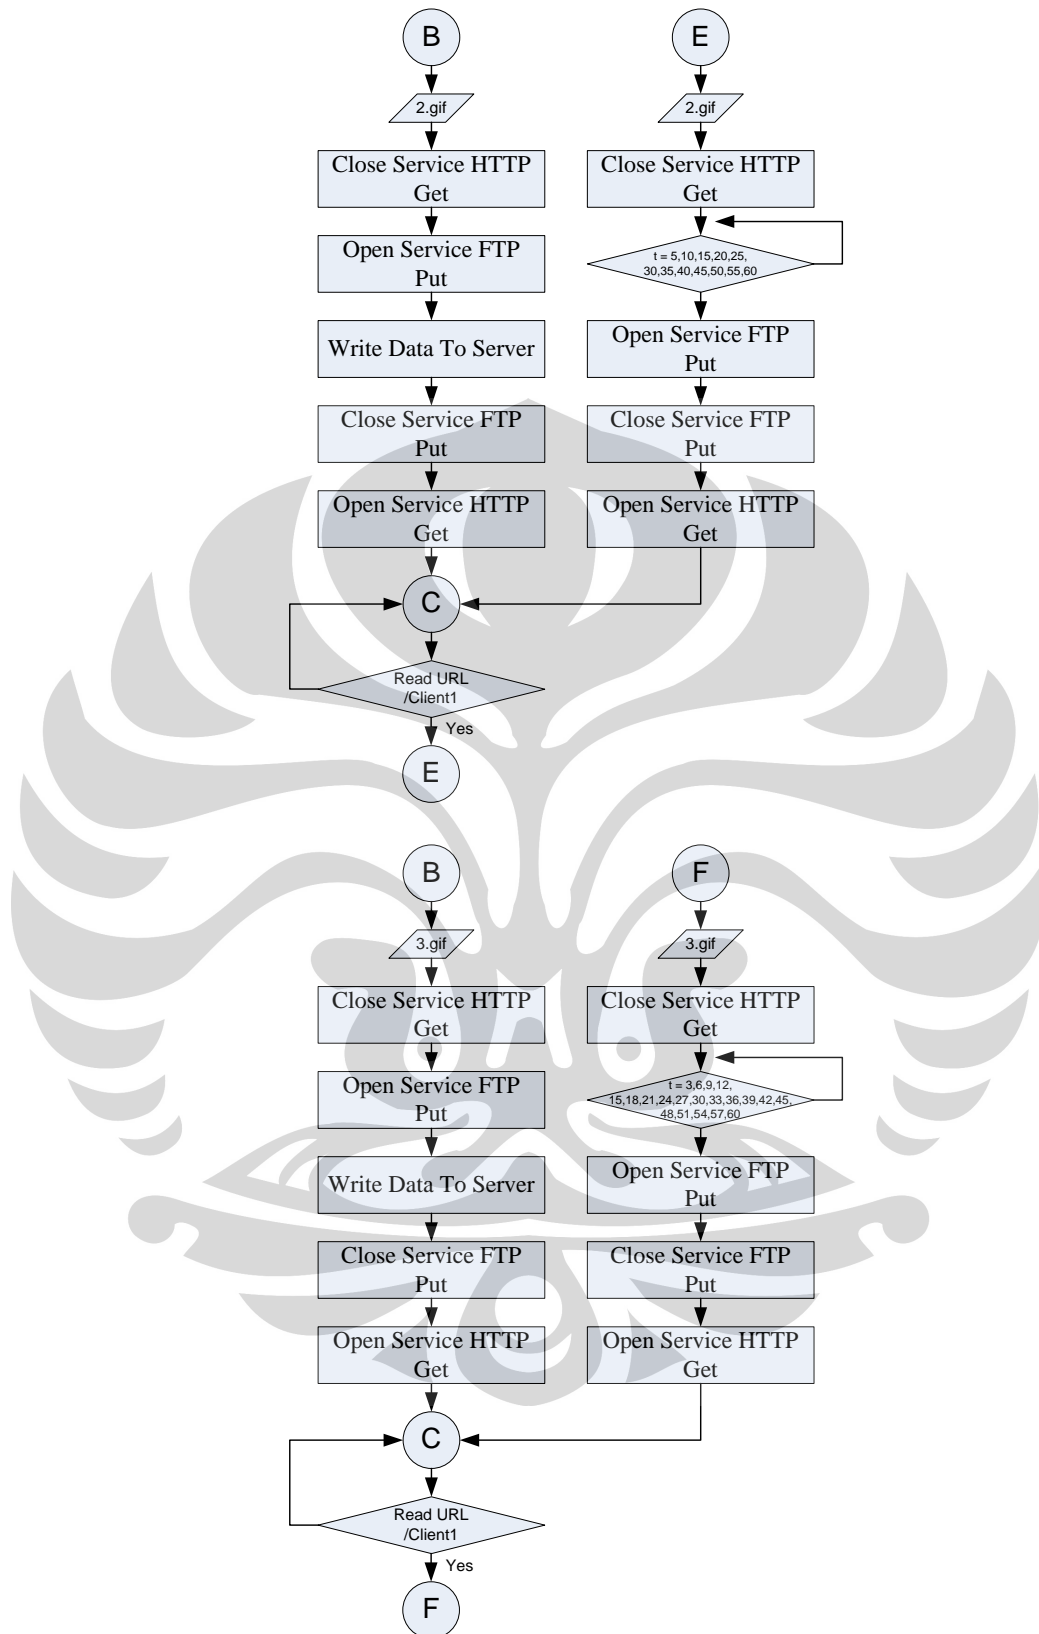 B
2.gif
Close Service HTTP
Get
Open Service FTP
Put
Write Data To Server
Close Service FTP
Put
Open Service HTTP
Get
C
Read URL
/Client1
Yes
E
E
2.gif
Close Service HTTP
Get
t = 5,10,15,20,25,
30,35,40,45,50,55,60
Open Service FTP
Put
Close Service FTP
Put
Open Service HTTP
Get
B
3.gif
Close Service HTTP
Get
Open Service FTP
Put
Write Data To Server
Close Service FTP
Put
Open Service HTTP
Get
C
Read URL
/Client1
Yes
F
F
3.gif
Close Service HTTP
Get
t = 3,6,9,12,
15,18,21,24,27,30,33,36,39,42,45,
48,51,54,57,60
Open Service FTP
Put
Close Service FTP
Put
Open Service HTTP
Get